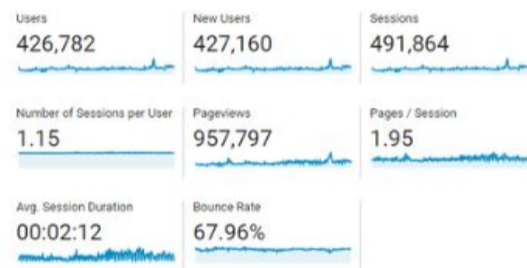 Users
426,782
New Users
427,160
Sessions
491,864
Number of Sessions per User
1.15
Pageviews
957,797
Pages / Session
1.95
Avg. Session Duration
00:02:12
Bounce Rate
67.96%